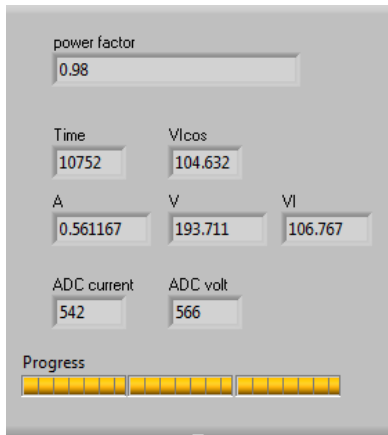 power factor
0.98
Time VIcos
10752 104.632
A V VI
0.561167 193.711 106.767
ADC current ADC volt
542 566
Progress